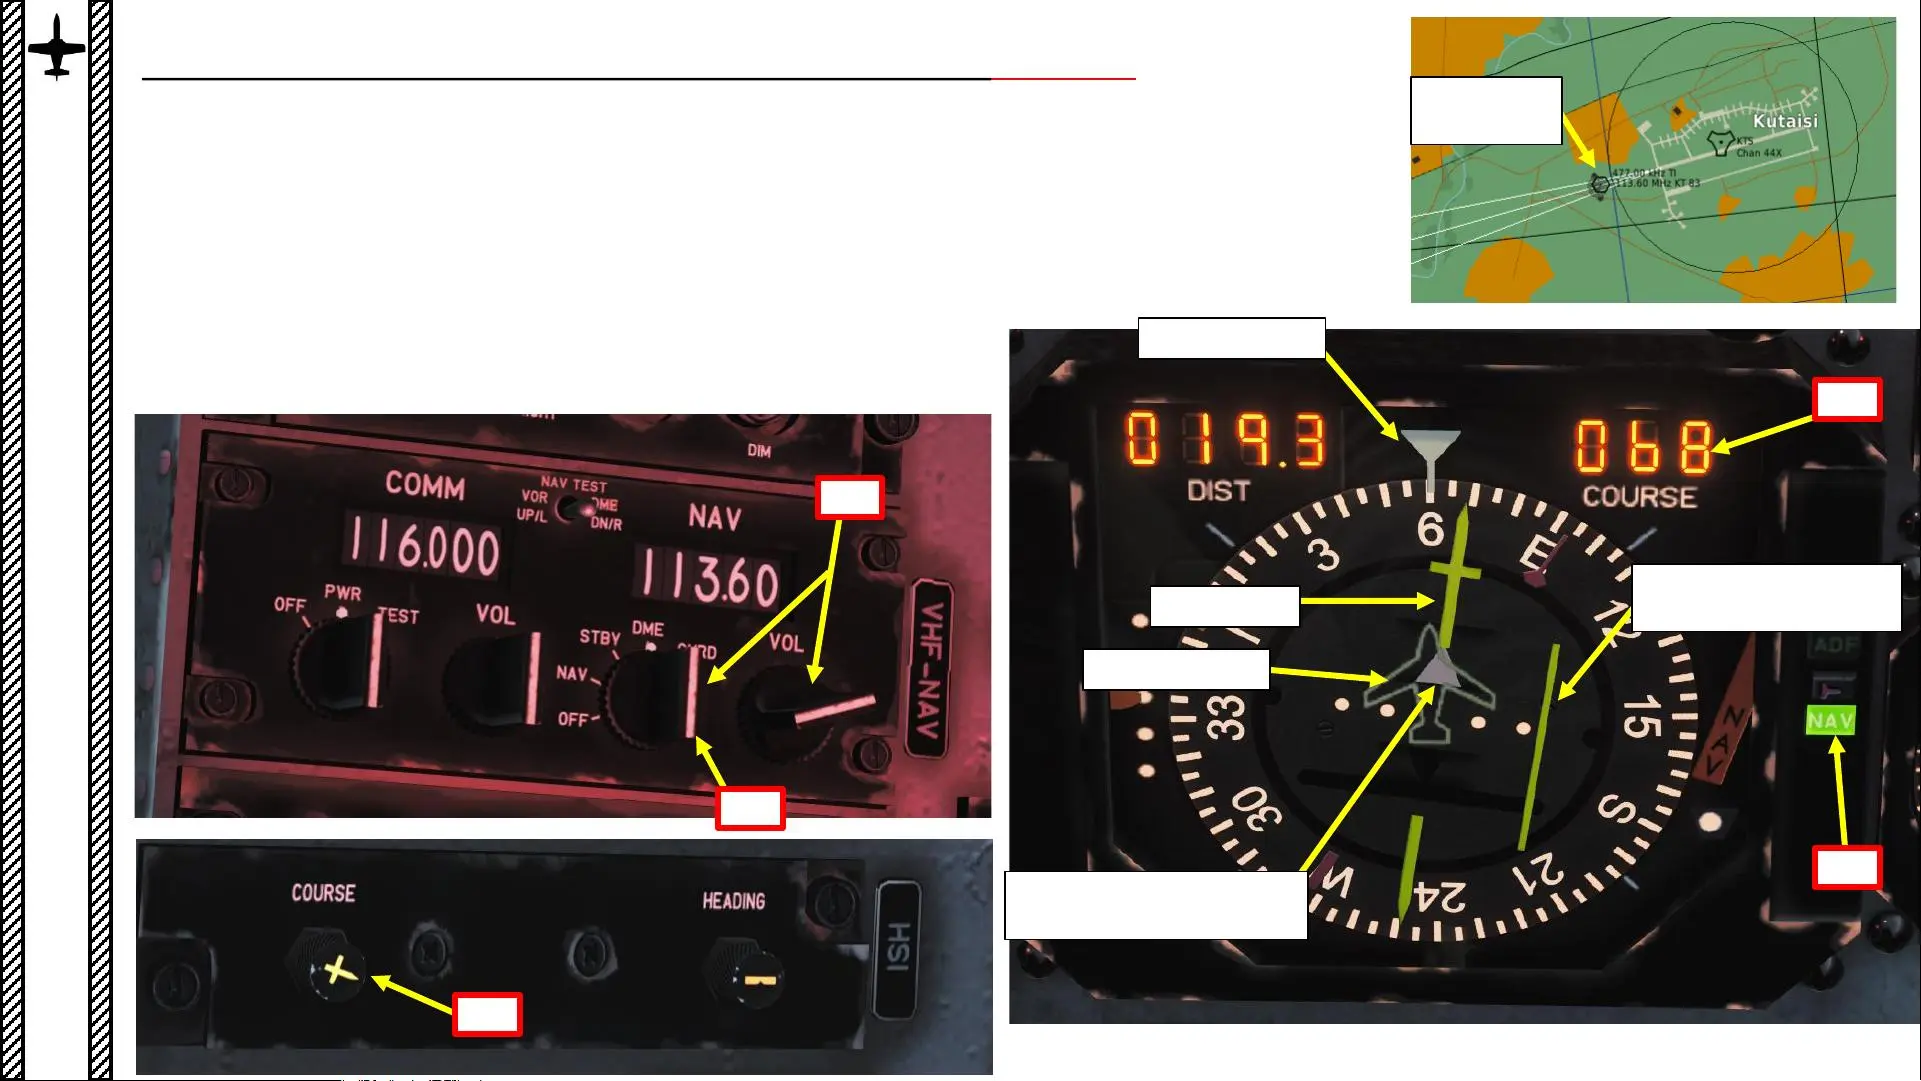 Kutaisi
KTS
Chan 44X
477.00 kHz TI
113.60 MHz KT 83
DIM
COMM
NAV TEST
VOR
DME
UP/L
DN/R
NAV
116.000
113.60
PWR
OFF
TEST
VOL
STBY
DME
NAV
OFF
VOL
VHF-NAV
COURSE
HEADING
HSI
019.3
068
DIST
COURSE
3
6
E
12
15
S
21
24
W
30
33
NAV
ADF
NAV